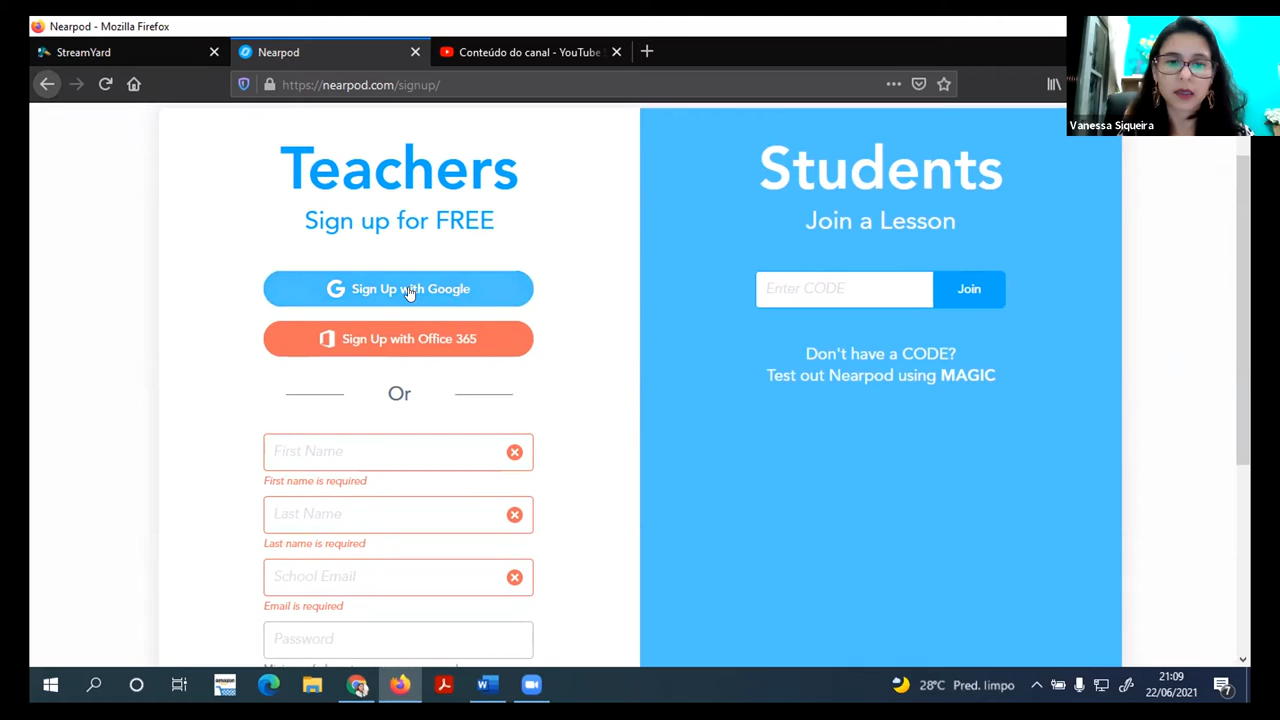 Nearpod - Mozilla Firefox
StreamYard
Nearpod
Conteúdo do canal - YouTube
https://nearpod.com/signup/
Vanessa Siqueira
Teachers
Sign up for FREE
Sign Up with Google
Sign Up with Office 365
Or
First Name
First name is required
Last Name
Last name is required
School Email
Email is required
Password
Students
Join a Lesson
Enter CODE
Join
Don't have a CODE?
Test out Nearpod using MAGIC
amazon
28°C Pred. limpo
21:09
22/06/2021
7